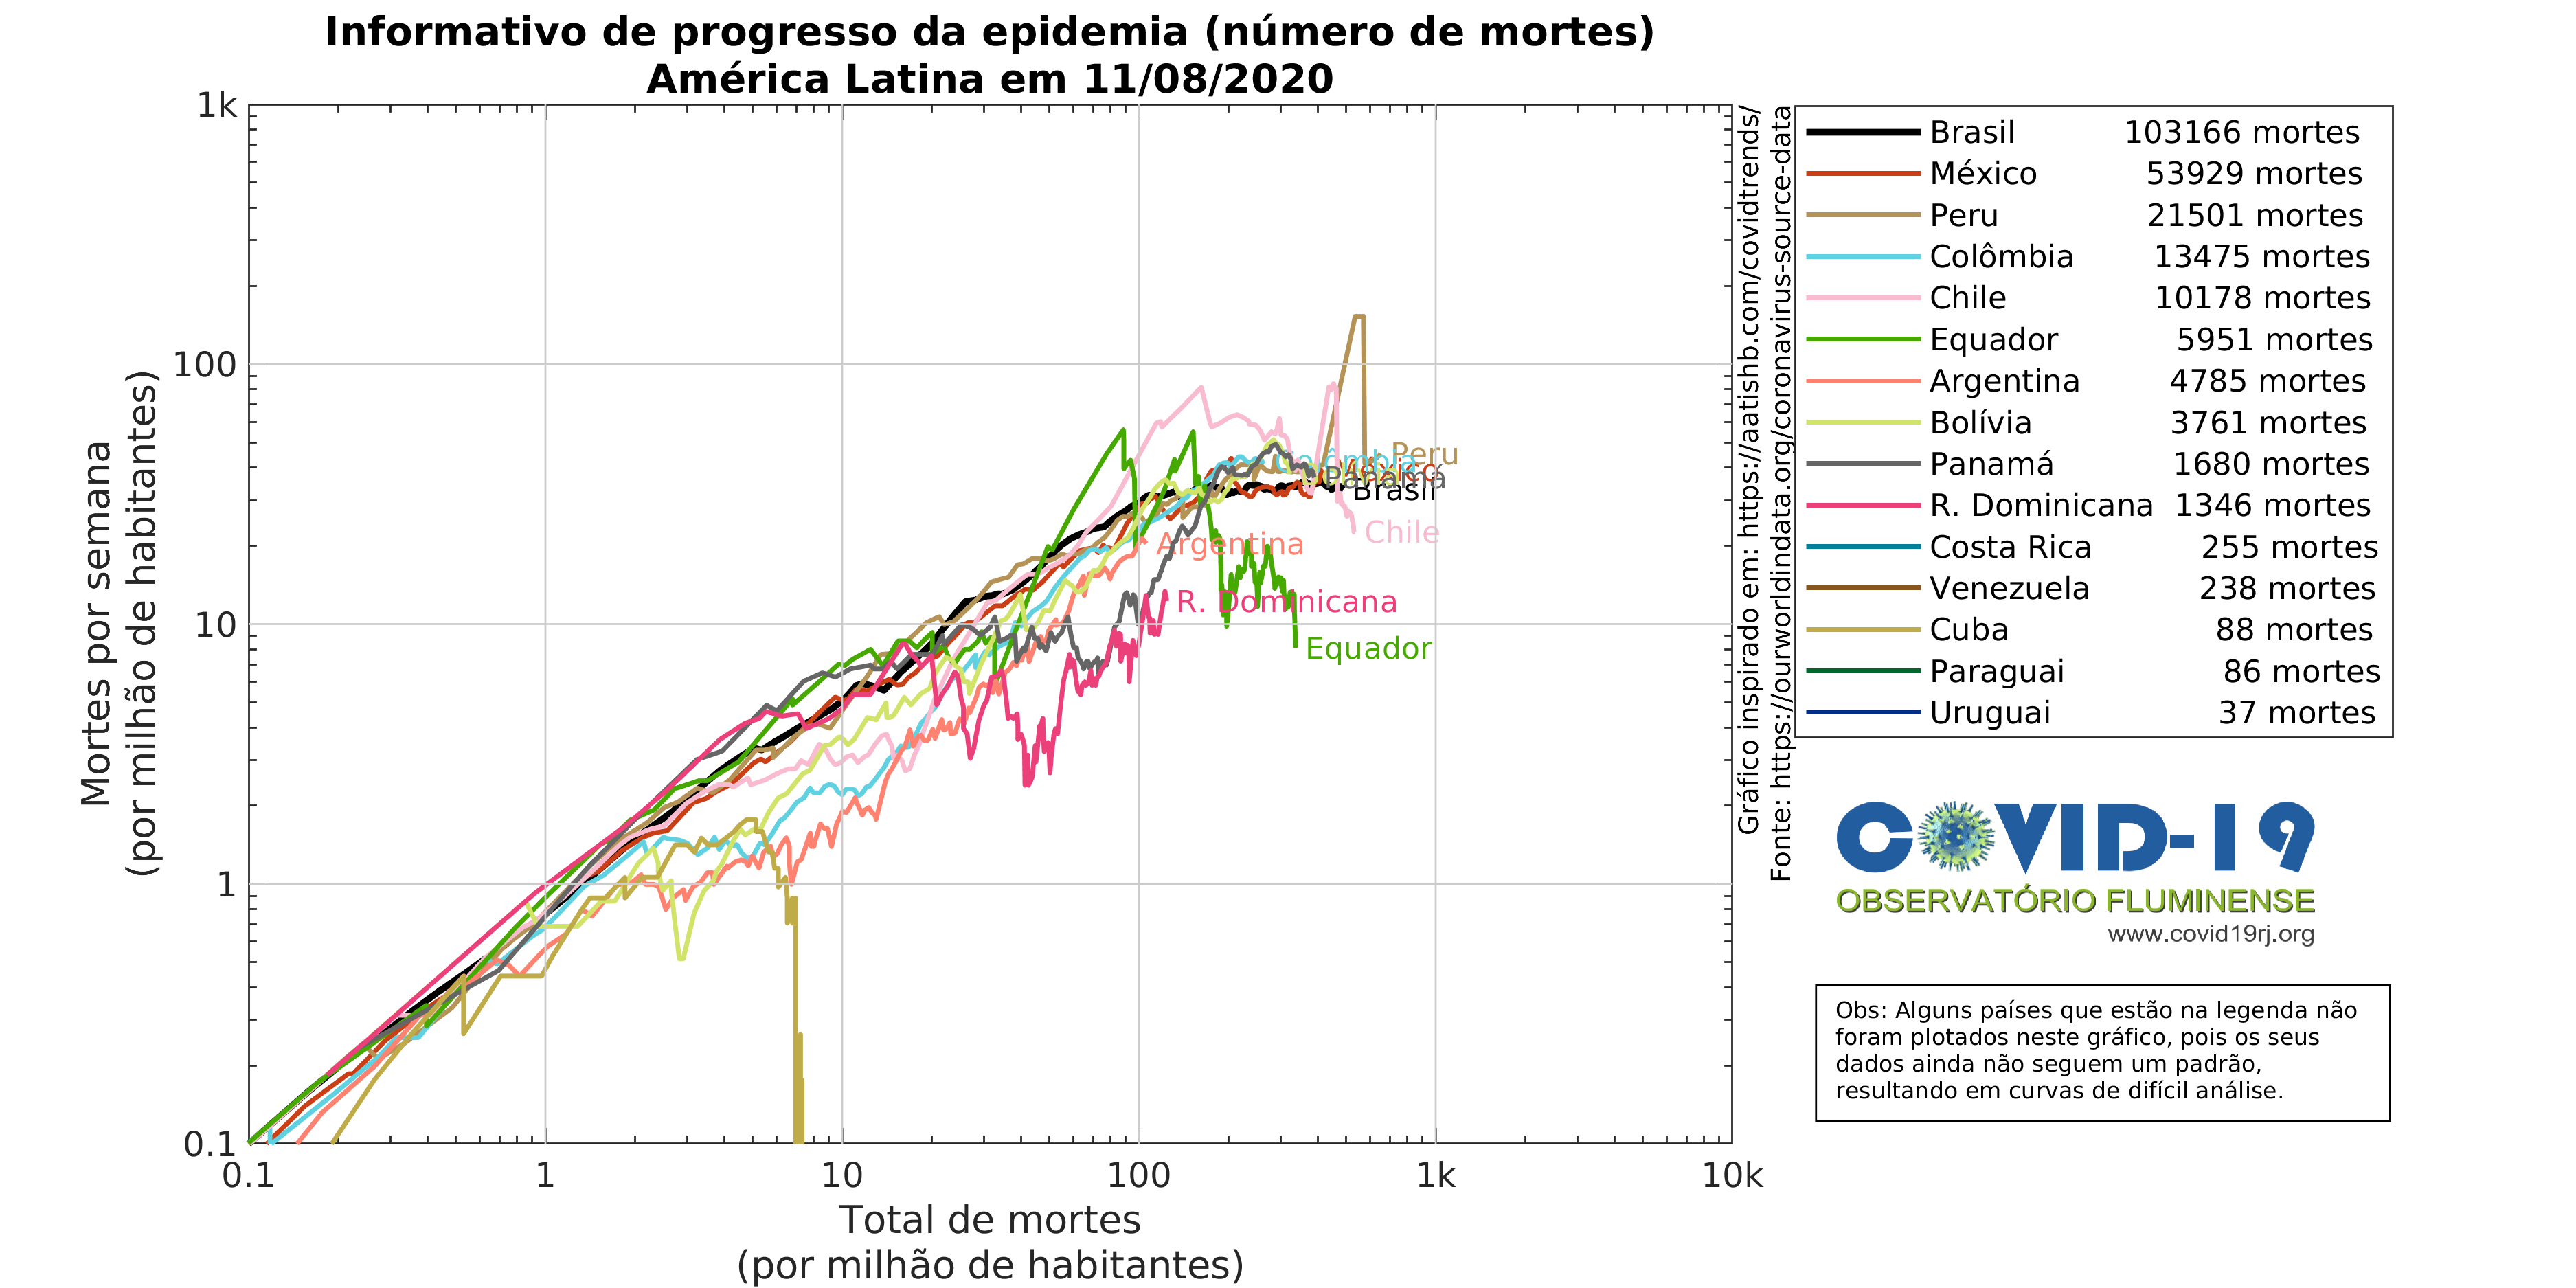 Informativo de progresso da epidemia (número de mortes)
América Latina em 11/08/2020
1k
100
10
1
0.1
0.1
1
10
100
1k
10k
Mortes por semana
(por milhão de habitantes)
Total de mortes
(por milhão de habitantes)
Colômbia
Peru
México
Bolívia
Panamá
Brasil
Chile
Argentina
R. Dominicana
Equador
Gráfico inspirado em: https://aatishb.com/covidtrends/
Fonte: https://ourworldindata.org/coronavirus-source-data
Brasil 103166 mortes
México 53929 mortes
Peru 21501 mortes
Colômbia 13475 mortes
Chile 10178 mortes
Equador 5951 mortes
Argentina 4785 mortes
Bolívia 3761 mortes
Panamá 1680 mortes
R. Dominicana 1346 mortes
Costa Rica 255 mortes
Venezuela 238 mortes
Cuba 88 mortes
Paraguai 86 mortes
Uruguai 37 mortes
COVID-19
OBSERVATÓRIO FLUMINENSE
www.covid19rj.org
Obs: Alguns países que estão na legenda não
foram plotados neste gráfico, pois os seus
dados ainda não seguem um padrão,
resultando em curvas de difícil análise.